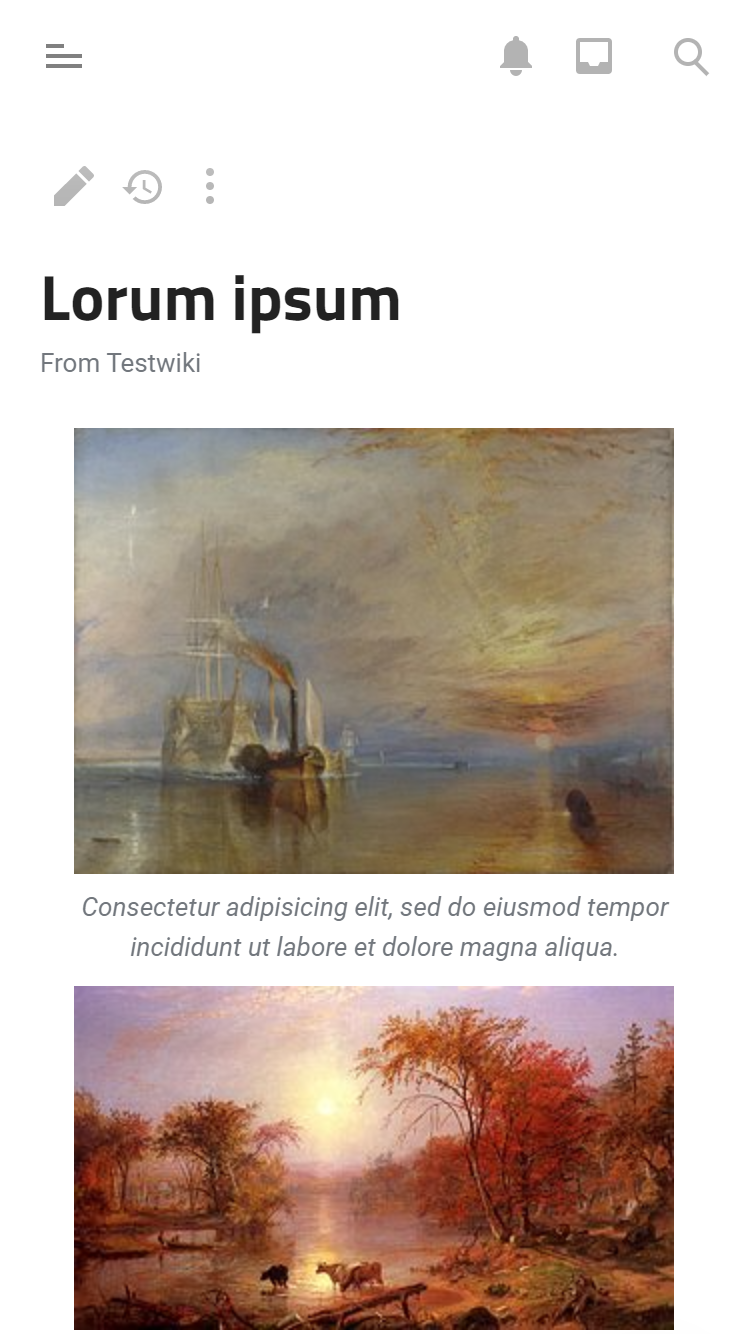 Lorum ipsum
From Testwiki
Consectetur adipisicing elit, sed do eiusmod tempor
incididunt ut labore et dolore magna aliqua.